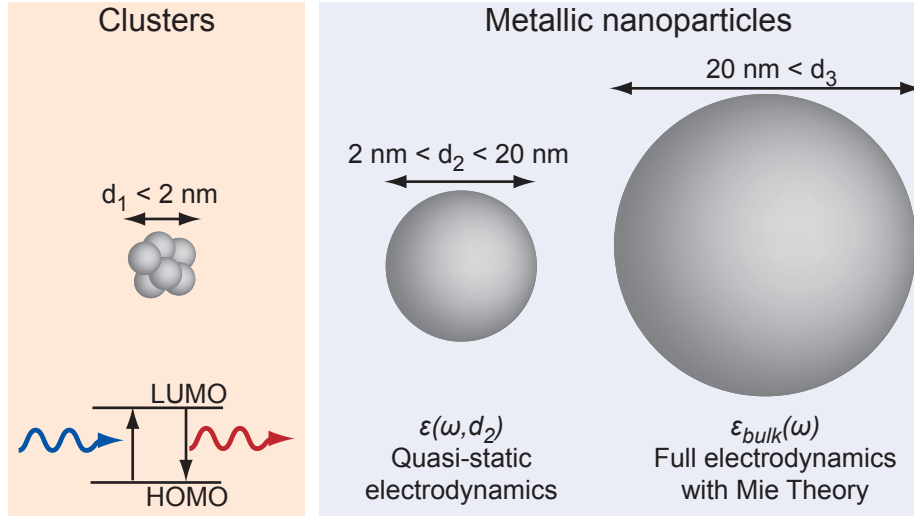 Clusters
d₁ < 2 nm
LUMO
HOMO
Metallic nanoparticles
2 nm < d₂ < 20 nm
ε(ω,d₂)
Quasi-static
electrodynamics
20 nm < d₃
εbulk(ω)
Full electrodynamics
with Mie Theory